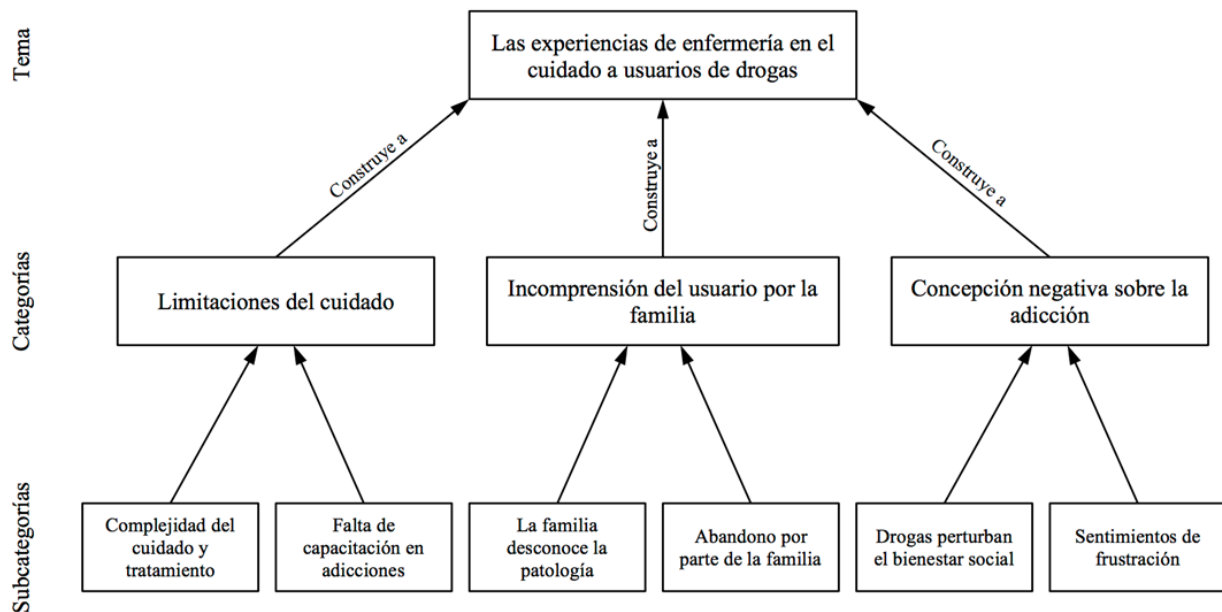 Tema
Las experiencias de enfermería en el
cuidado a usuarios de drogas
Construye a
Construye a
Construye a
Categorías
Limitaciones del cuidado
Incomprensión del usuario por la
familia
Concepción negativa sobre la
adicción
Subcategorías
Complejidad del
cuidado y
tratamiento
Falta de
capacitación en
adicciones
La familia
desconoce la
patología
Abandono por
parte de la familia
Drogas perturban
el bienestar social
Sentimientos de
frustración